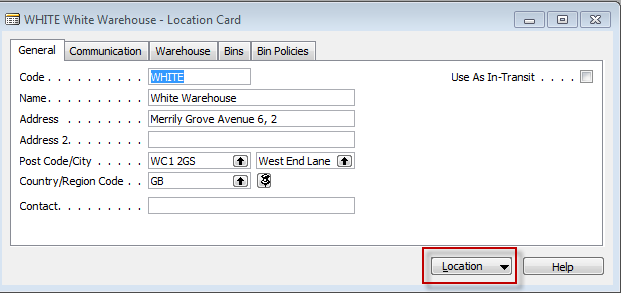 WHITE White Warehouse - Location Card
General Communication Warehouse Bins Bin Policies
Code . . . . . . . . . . WHITE Use As In-Transit . . . .
Name. . . . . . . . . . White Warehouse
Address . . . . . . . . Merrily Grove Avenue 6, 2
Address 2. . . . . . . .
Post Code/City . . . . . WC1 2GS West End Lane
Country/Region Code . . GB
Contact. . . . . . . . .
Location Help